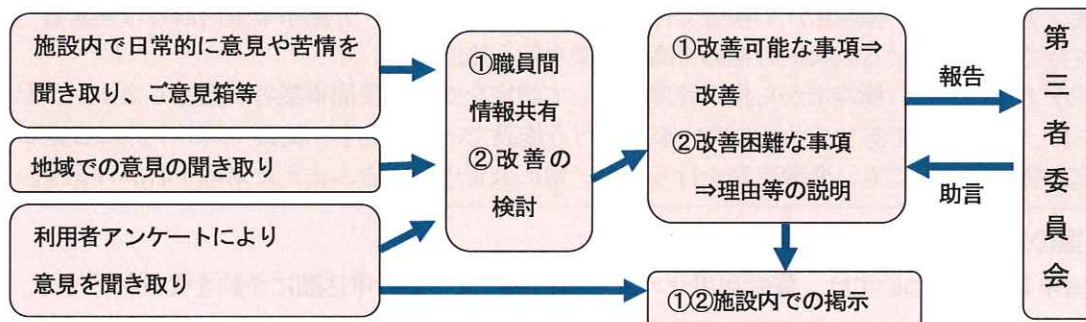 施設内で日常的に意見や苦情を
聞き取り、ご意見箱等
地域での意見の聞き取り
利用者アンケートにより
意見を聞き取り
①職員間
情報共有
②改善の
検討
①改善可能な事項⇒
改善
②改善困難な事項
⇒理由等の説明
①②施設内での掲示
報告
助言
第三者委員会